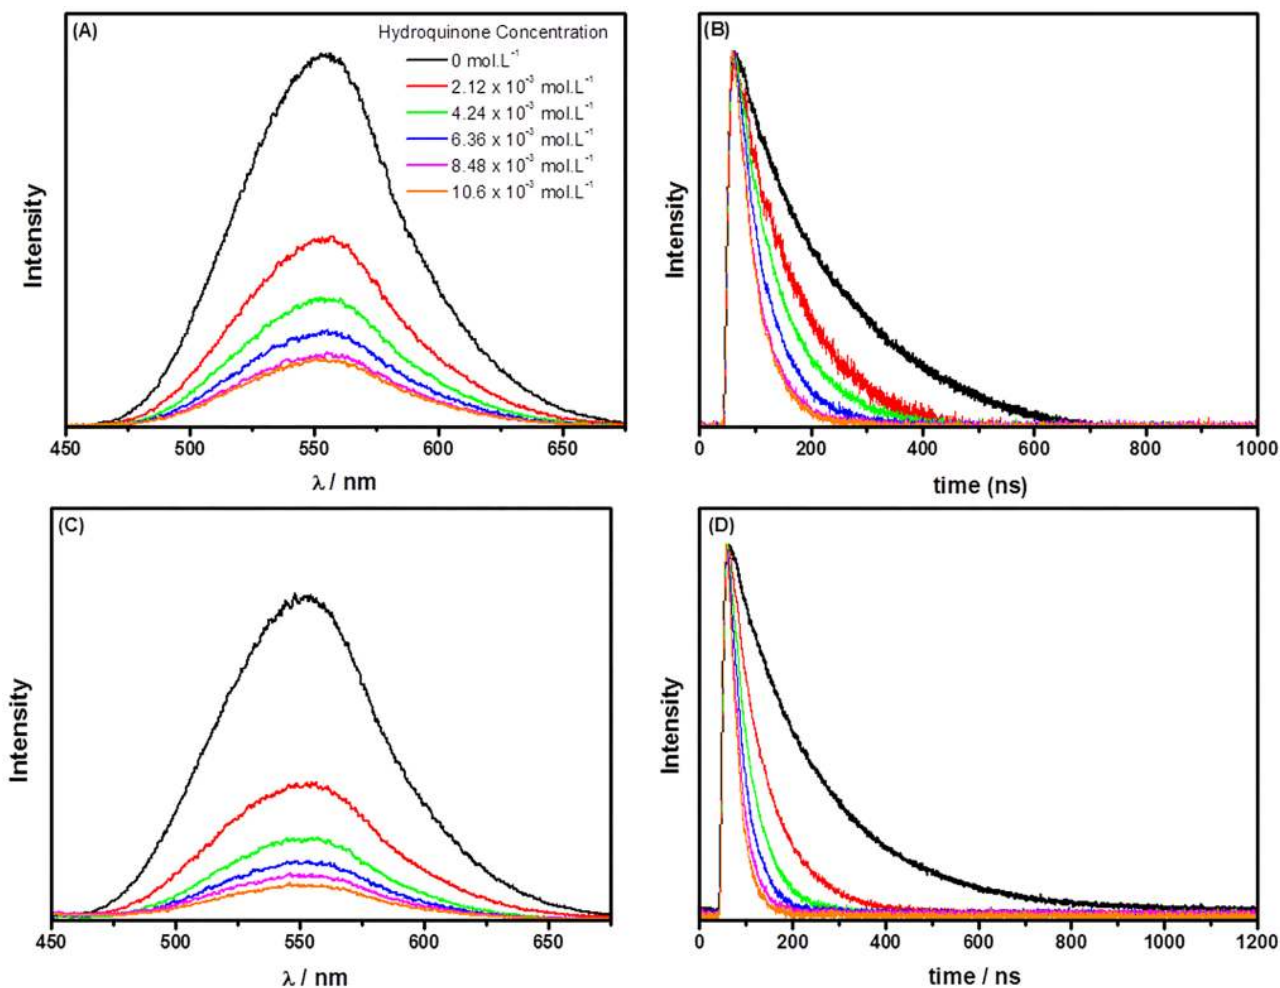 (A)
Hydroquinone Concentration
0 mol.L⁻¹
2.12 x 10⁻³ mol.L⁻¹
4.24 x 10⁻³ mol.L⁻¹
6.36 x 10⁻³ mol.L⁻¹
8.48 x 10⁻³ mol.L⁻¹
10.6 x 10⁻³ mol.L⁻¹
Intensity
450 500 550 600 650
λ / nm
(B)
Intensity
0 200 400 600 800 1000
time (ns)
(C)
Intensity
450 500 550 600 650
λ / nm
(D)
Intensity
0 200 400 600 800 1000 1200
time / ns